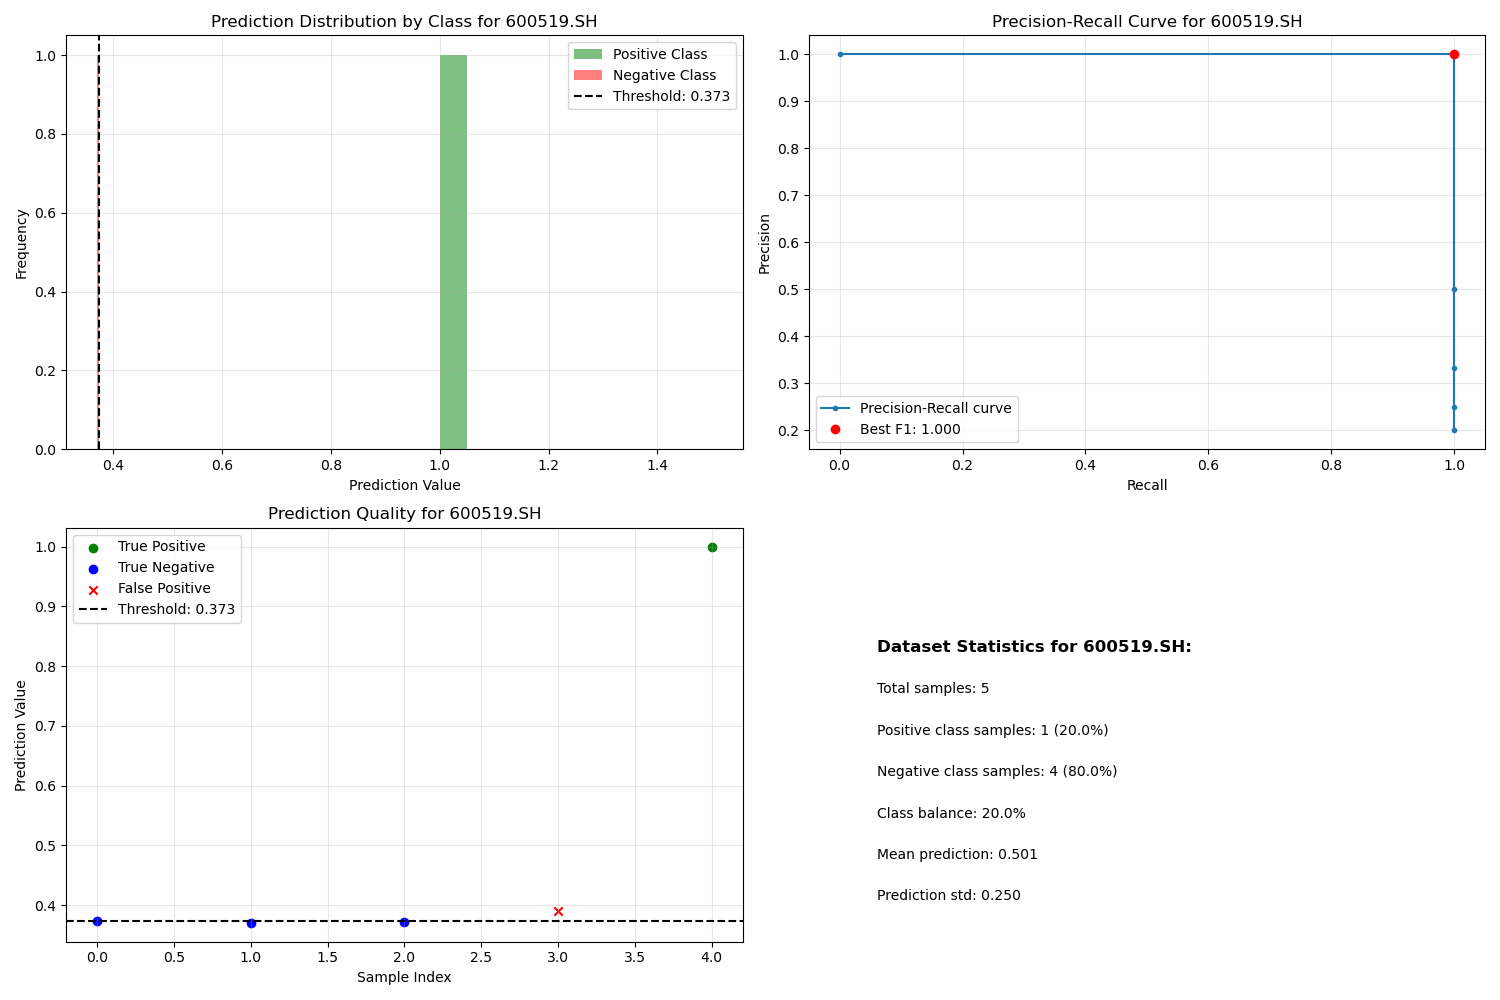 Prediction Distribution by Class for 600519.SH
Positive Class
Negative Class
Threshold: 0.373
Frequency
1.0
0.8
0.6
0.4
0.2
0.0
0.4 0.6 0.8 1.0 1.2 1.4
Prediction Value
Precision-Recall Curve for 600519.SH
Precision
1.0
0.9
0.8
0.7
0.6
0.5
0.4
0.3
0.2
Precision-Recall curve
Best F1: 1.000
0.0 0.2 0.4 0.6 0.8 1.0
Recall
Prediction Quality for 600519.SH
True Positive
True Negative
False Positive
Threshold: 0.373
Prediction Value
1.0
0.9
0.8
0.7
0.6
0.5
0.4
0.0 0.5 1.0 1.5 2.0 2.5 3.0 3.5 4.0
Sample Index
Dataset Statistics for 600519.SH:
Total samples: 5
Positive class samples: 1 (20.0%)
Negative class samples: 4 (80.0%)
Class balance: 20.0%
Mean prediction: 0.501
Prediction std: 0.250